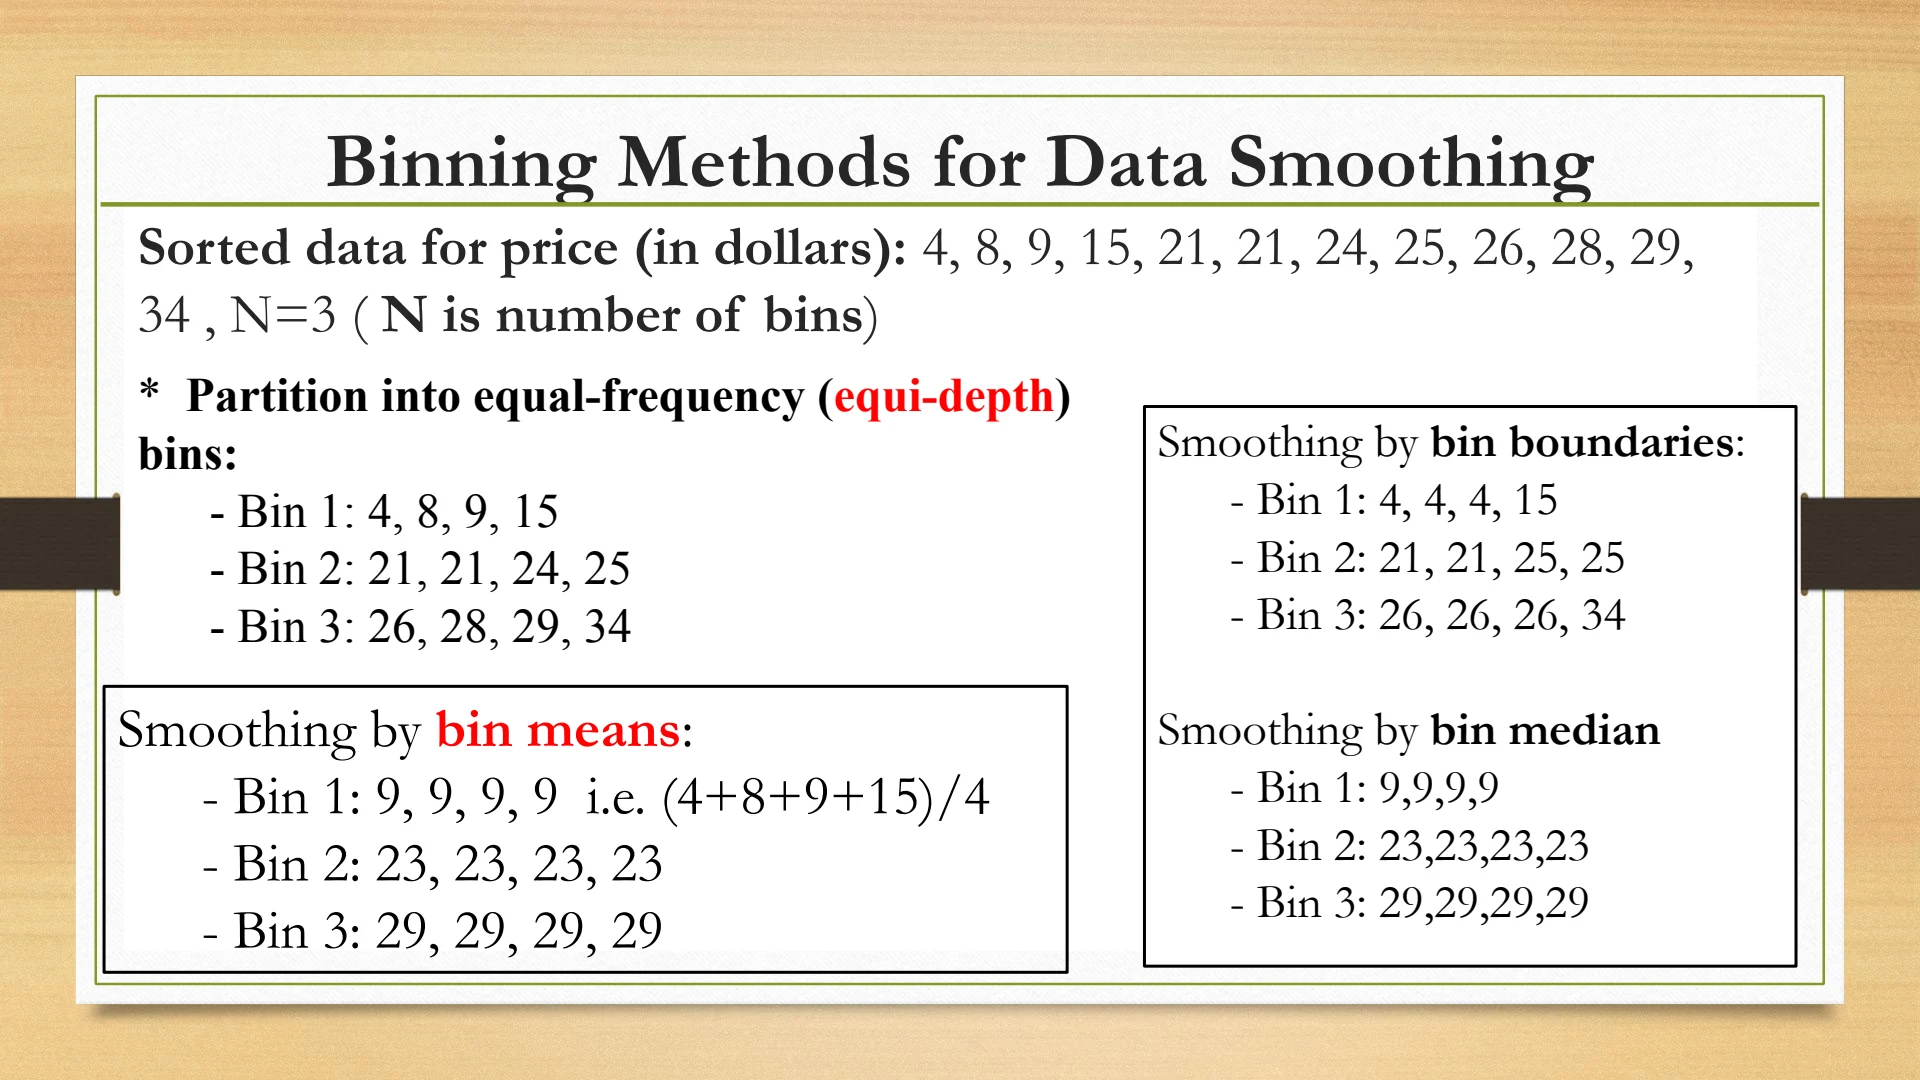 Binning Methods for Data Smoothing
Sorted data for price (in dollars): 4, 8, 9, 15, 21, 21, 24, 25, 26, 28, 29,
34 , N=3 ( N is number of bins)
* Partition into equal-frequency (equi-depth)
bins:
- Bin 1: 4, 8, 9, 15
- Bin 2: 21, 21, 24, 25
- Bin 3: 26, 28, 29, 34
Smoothing by bin means:
- Bin 1: 9, 9, 9, 9 i.e. (4+8+9+15)/4
- Bin 2: 23, 23, 23, 23
- Bin 3: 29, 29, 29, 29
Smoothing by bin boundaries:
- Bin 1: 4, 4, 4, 15
- Bin 2: 21, 21, 25, 25
- Bin 3: 26, 26, 26, 34
Smoothing by bin median
- Bin 1: 9,9,9,9
- Bin 2: 23,23,23,23
- Bin 3: 29,29,29,29